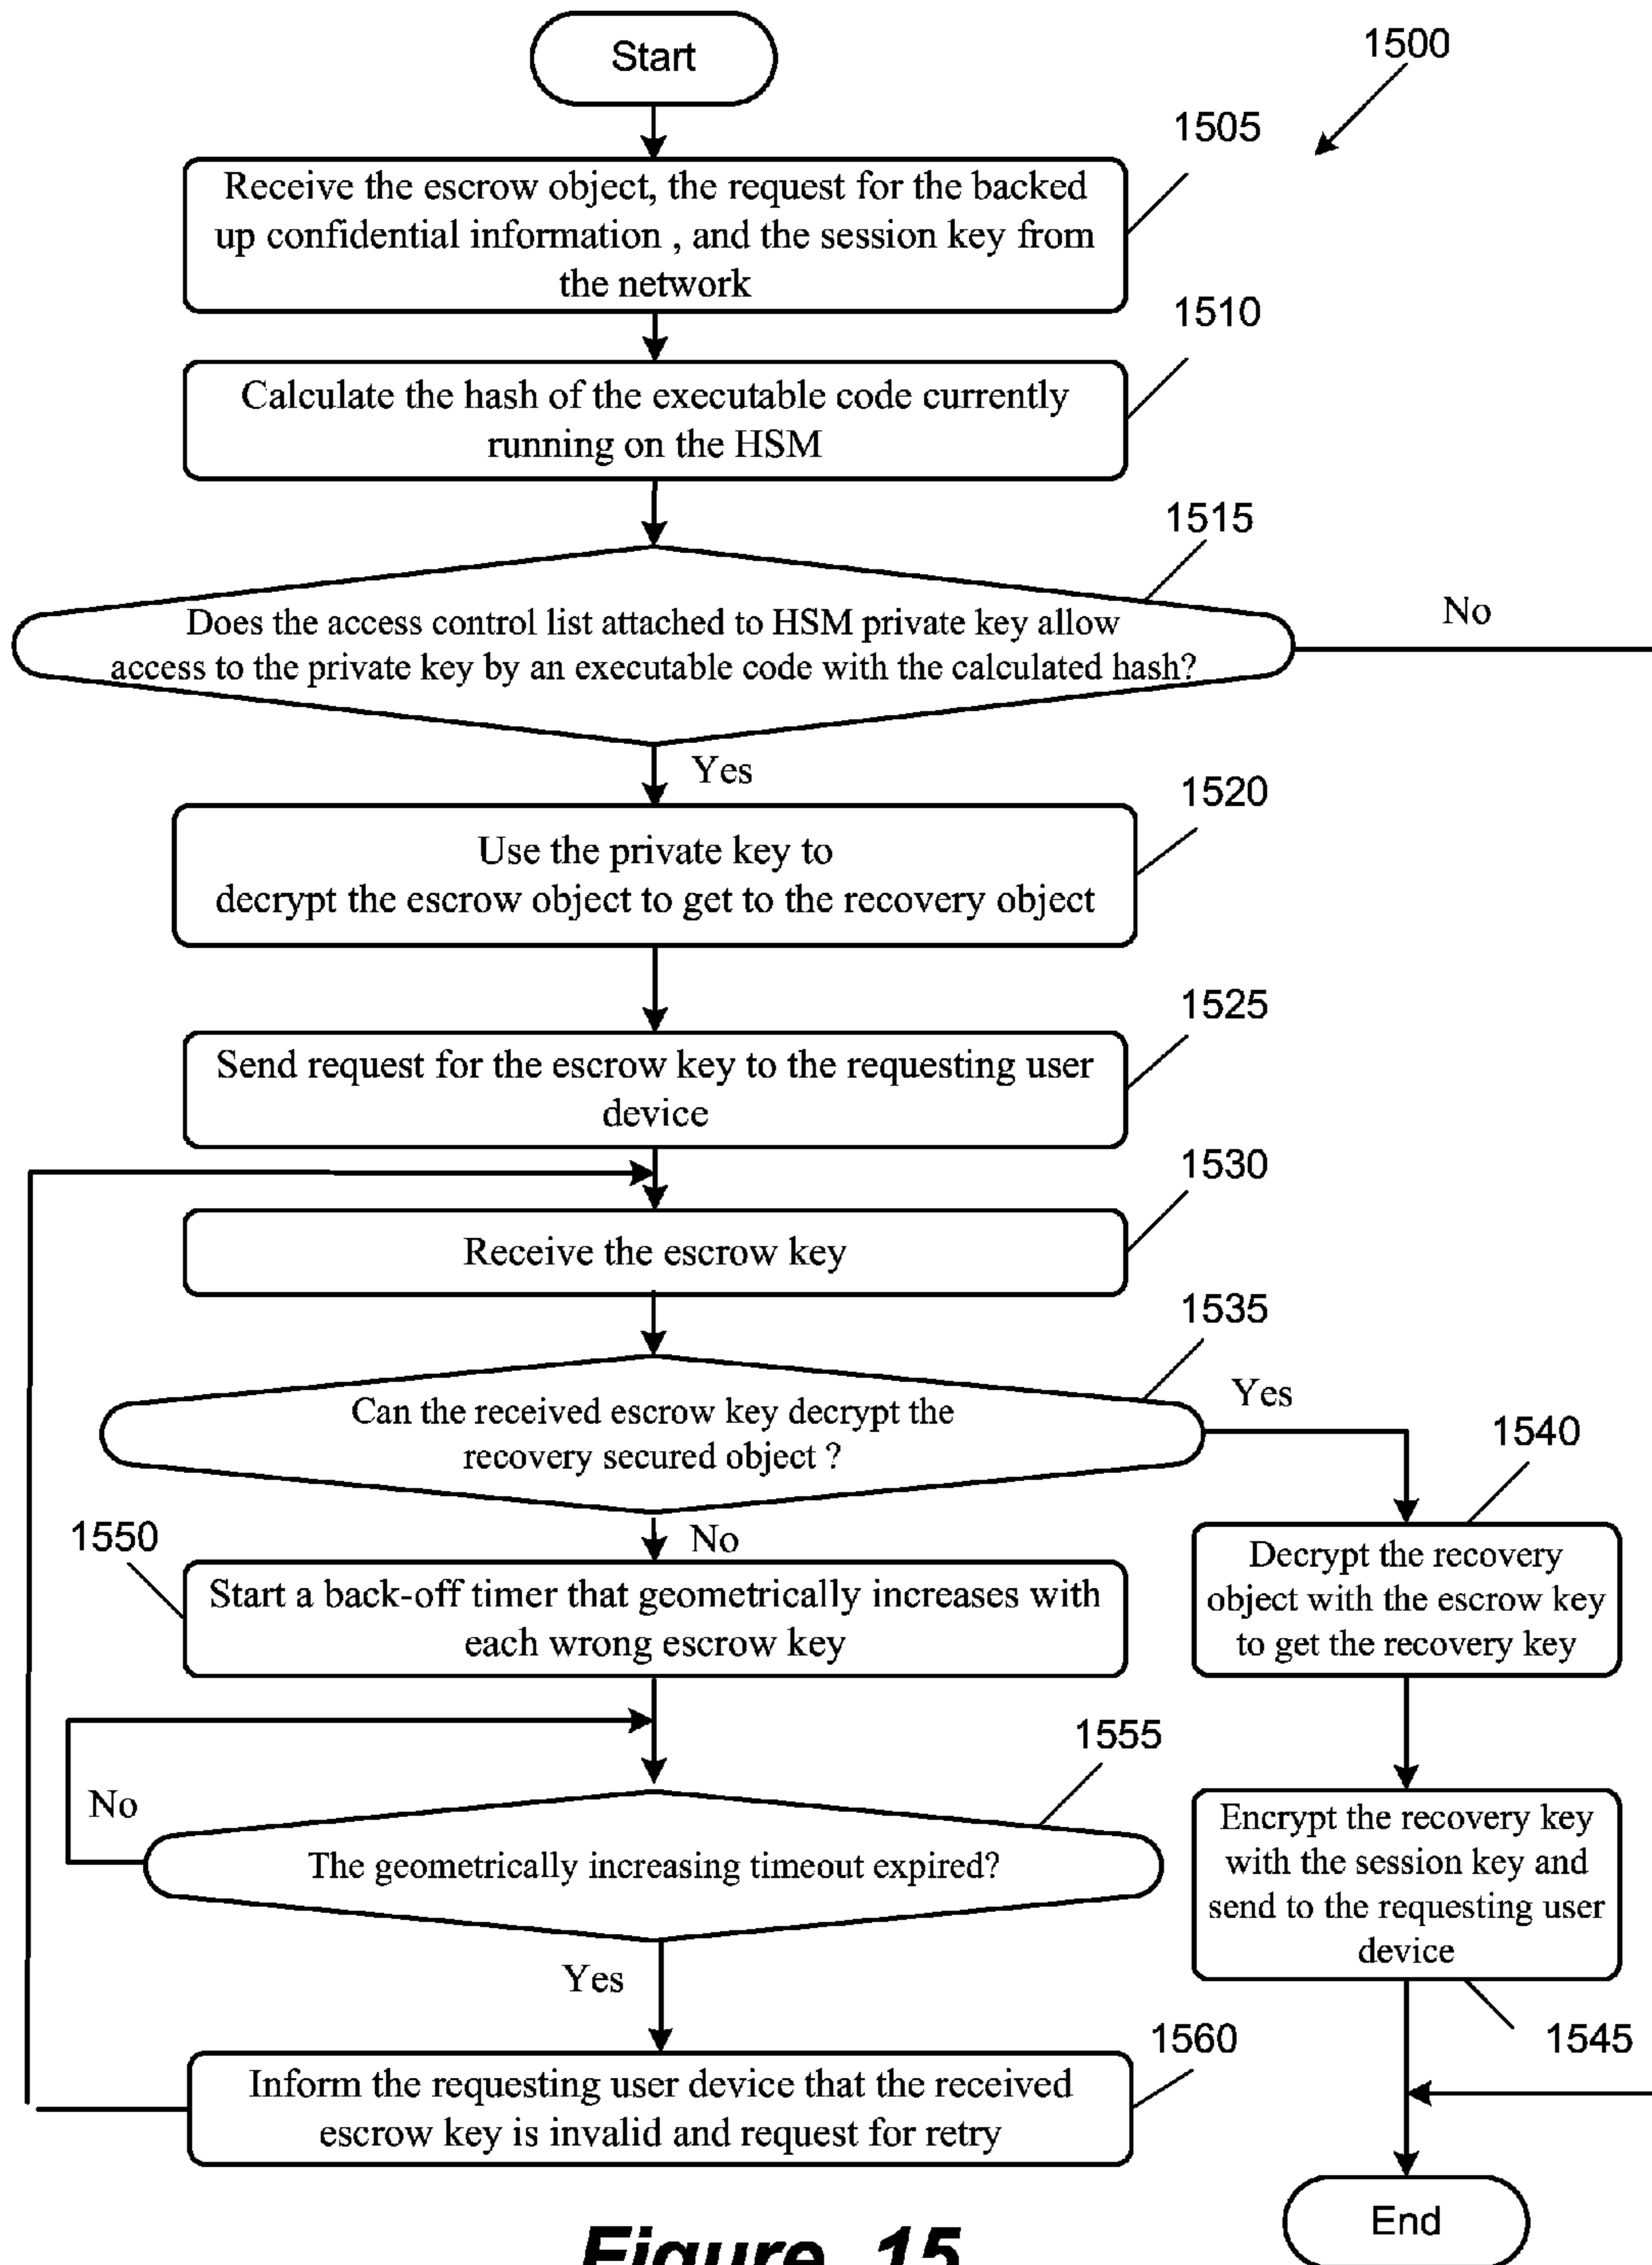 Start
1500
1505
Receive the escrow object, the request for the backed
up confidential information , and the session key from
the network
1510
Calculate the hash of the executable code currently
running on the HSM
1515
Does the access control list attached to HSM private key allow
access to the private key by an executable code with the calculated hash?
No
Yes
1520
Use the private key to
decrypt the escrow object to get to the recovery object
1525
Send request for the escrow key to the requesting user
device
1530
Receive the escrow key
1535
Can the received escrow key decrypt the
recovery secured object ?
Yes
1540
Decrypt the recovery
object with the escrow key
to get the recovery key
No
1550
Start a back-off timer that geometrically increases with
each wrong escrow key
1555
No
The geometrically increasing timeout expired?
Encrypt the recovery key
with the session key and
send to the requesting user
device
1545
Yes
1560
Inform the requesting user device that the received
escrow key is invalid and request for retry
End
Figure 15